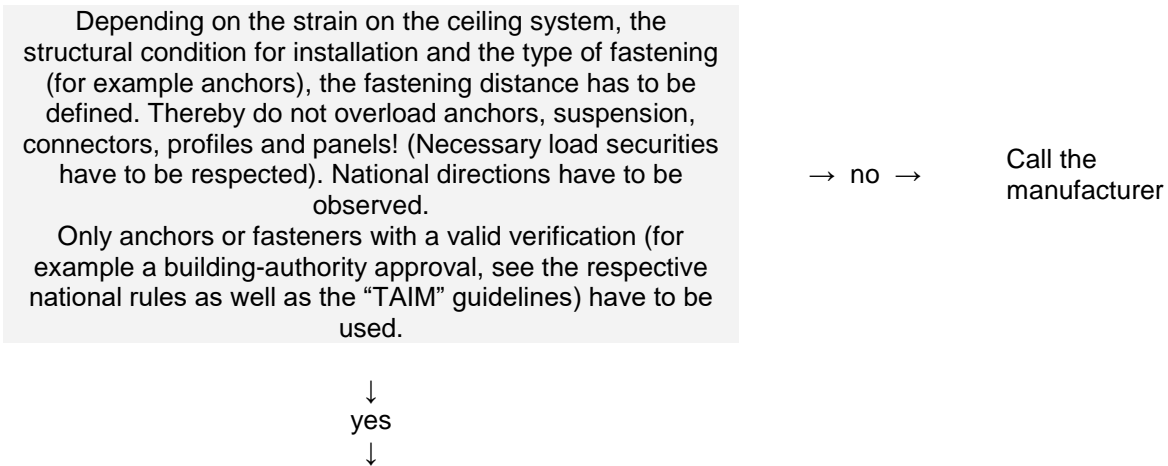 Depending on the strain on the ceiling system, the
structural condition for installation and the type of fastening
(for example anchors), the fastening distance has to be
defined. Thereby do not overload anchors, suspension,
connectors, profiles and panels! (Necessary load securities
have to be respected). National directions have to be
observed.
Only anchors or fasteners with a valid verification (for
example a building-authority approval, see the respective
national rules as well as the “TAIM” guidelines) have to be
used.
→ no →
Call the
manufacturer
↓
yes
↓